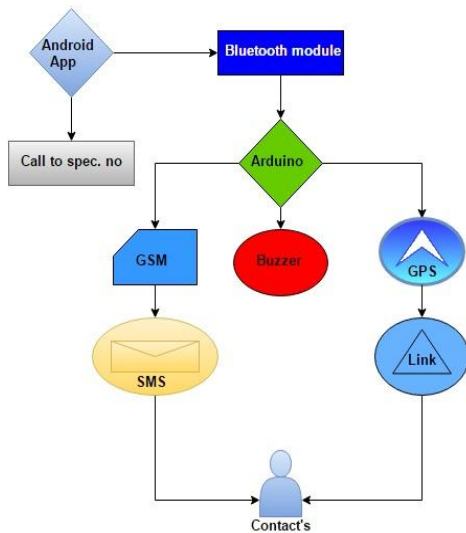 Android
App
Bluetooth module
Call to spec. no
Arduino
GSM
Buzzer
GPS
SMS
Link
Contact's